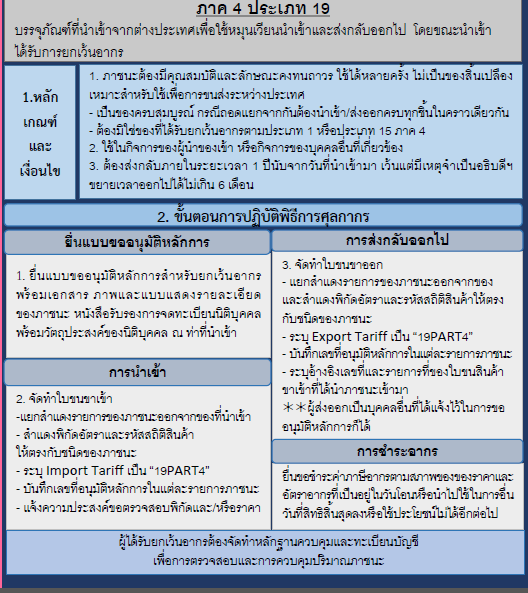 ภาค 4 ประเภท 19
บรรจุภัณฑ์ที่นำเข้าจากต่างประเทศเพื่อใช้หมุนเวียนนำเข้าและส่งกลับออกไป โดยขณะนำเข้า
ได้รับการยกเว้นอากร
1.หลัก
เกณฑ์
และ
เงื่อนไข
1. ภาชนะต้องมีคุณสมบัติและลักษณะคงทนถาวร ใช้ได้หลายครั้ง ไม่เป็นของสิ้นเปลือง
เหมาะสำหรับใช้เพื่อการขนส่งระหว่างประเทศ
- เป็นของครบสมบูรณ์ กรณีถอดแยกจากกันต้องนำเข้า/ส่งออกครบทุกชิ้นในคราวเดียวกัน
- ต้องมิใช่ของที่ได้รับยกเว้นอากรตามประเภท 1 หรือประเภท 15 ภาค 4
2. ใช้ในกิจการของผู้นำของเข้า หรือกิจการของบุคคลอื่นที่เกี่ยวข้อง
3. ต้องส่งกลับภายในระยะเวลา 1 ปีนับจากวันที่นำเข้ามา เว้นแต่มีเหตุจำเป็นอธิบดีฯ
ขยายเวลาออกไปได้ไม่เกิน 6 เดือน
2. ขั้นตอนการปฏิบัติพิธีการศุลกากร
ยื่นแบบขออนุมัติหลักการ
1. ยื่นแบบขออนุมัติหลักการสำหรับยกเว้นอากร
พร้อมเอกสาร ภาพและแบบแสดงรายละเอียด
ของภาชนะ หนังสือรับรองการจดทะเบียนนิติบุคคล
พร้อมวัตถุประสงค์ของนิติบุคคล ณ ท่าที่นำเข้า
การนำเข้า
2. จัดทำใบขนขาเข้า
-แยกสำแดงรายการของภาชนะออกจากของที่นำเข้า
- สำแดงพิกัดอัตราและรหัสสถิติสินค้า
ให้ตรงกับชนิดของภาชนะ
- ระบุ Import Tariff เป็น “19PART4”
- บันทึกเลขที่อนุมัติหลักการในแต่ละรายการภาชนะ
- แจ้งความประสงค์ขอตรวจสอบพิกัดและ/หรือราคา
การส่งกลับออกไป
3. จัดทำใบขนขาออก
- แยกสำแดงรายการของภาชนะออกจากของ
และสำแดงพิกัดอัตราและรหัสสถิติสินค้าให้ตรง
กับชนิดของภาชนะ
- ระบุ Export Tariff เป็น “19PART4”
- บันทึกเลขที่อนุมัติหลักการในแต่ละรายการภาชนะ
- ระบุอ้างอิงเลขที่และรายการที่ของใบขนสินค้า
ขาเข้าที่ได้นำภาชนะเข้ามา
**ผู้ส่งออกเป็นบุคคลอื่นที่ได้แจ้งไว้ในการขอ
อนุมัติหลักการก็ได้
การชำระอากร
ยื่นขอชำระค่าภาษีอากรตามสภาพของของราคาและ
อัตราอากรที่เป็นอยู่ในวันโอนหรือนำไปใช้ในการอื่น
วันที่สิทธิสิ้นสุดลงหรือใช้ประโยชน์ไม่ได้อีกต่อไป
ผู้ได้รับยกเว้นอากรต้องจัดทำหลักฐานควบคุมและทะเบียนบัญชี
เพื่อการตรวจสอบและการควบคุมปริมาณภาชนะ